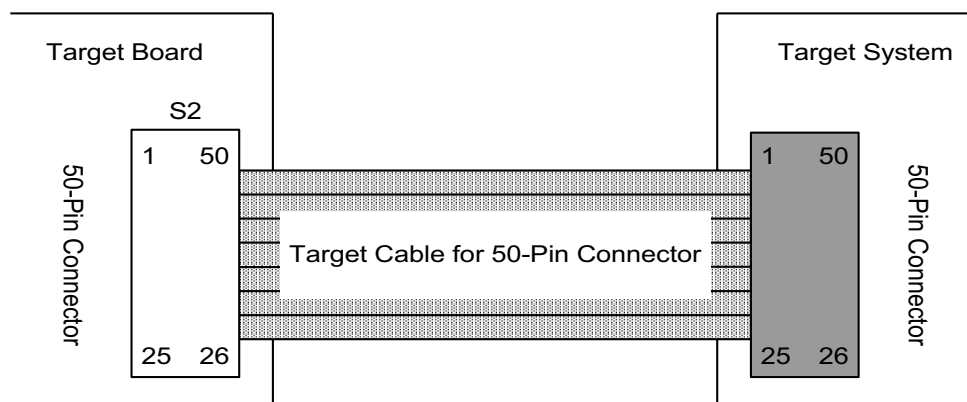 Target Board
Target System
S2
1 50
1 50
50-Pin Connector
Target Cable for 50-Pin Connector
50-Pin Connector
25 26
25 26